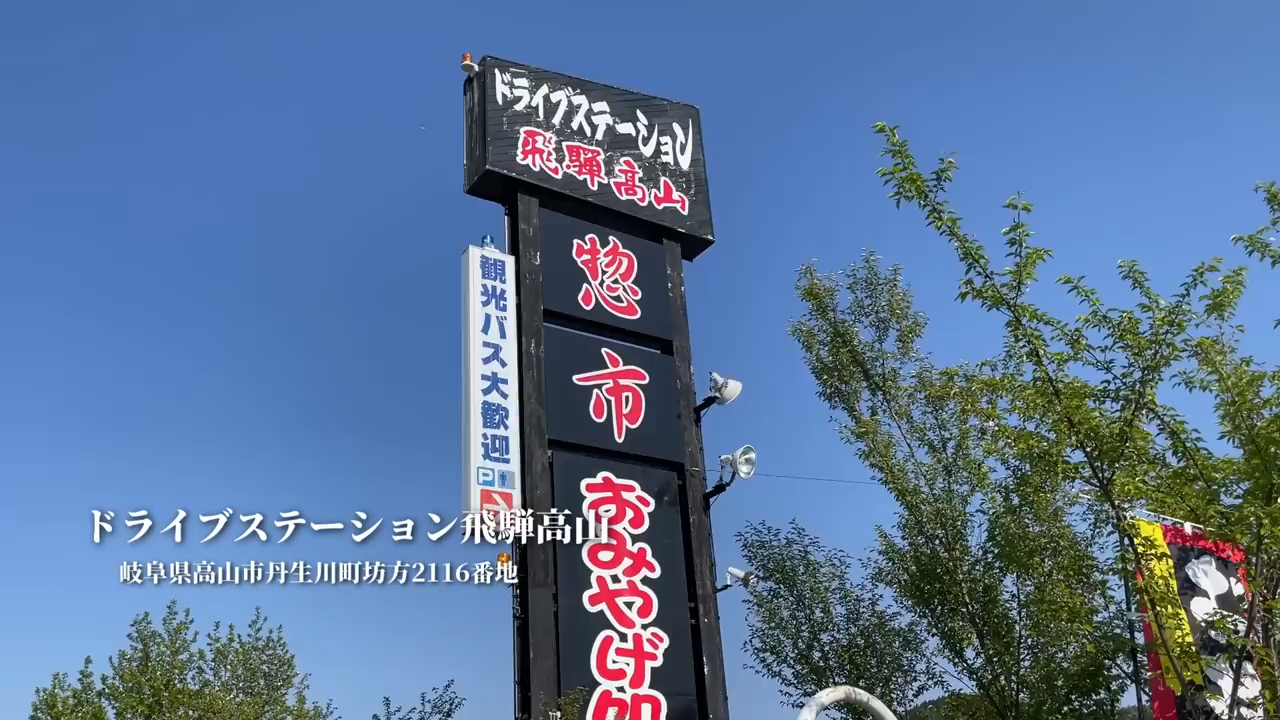 ドライブステーション
飛騨高山
惣市
おみやげ処
観光バス大歓迎
P
ドライブステーション飛騨高山
岐阜県高山市丹生川町坊方2116番地